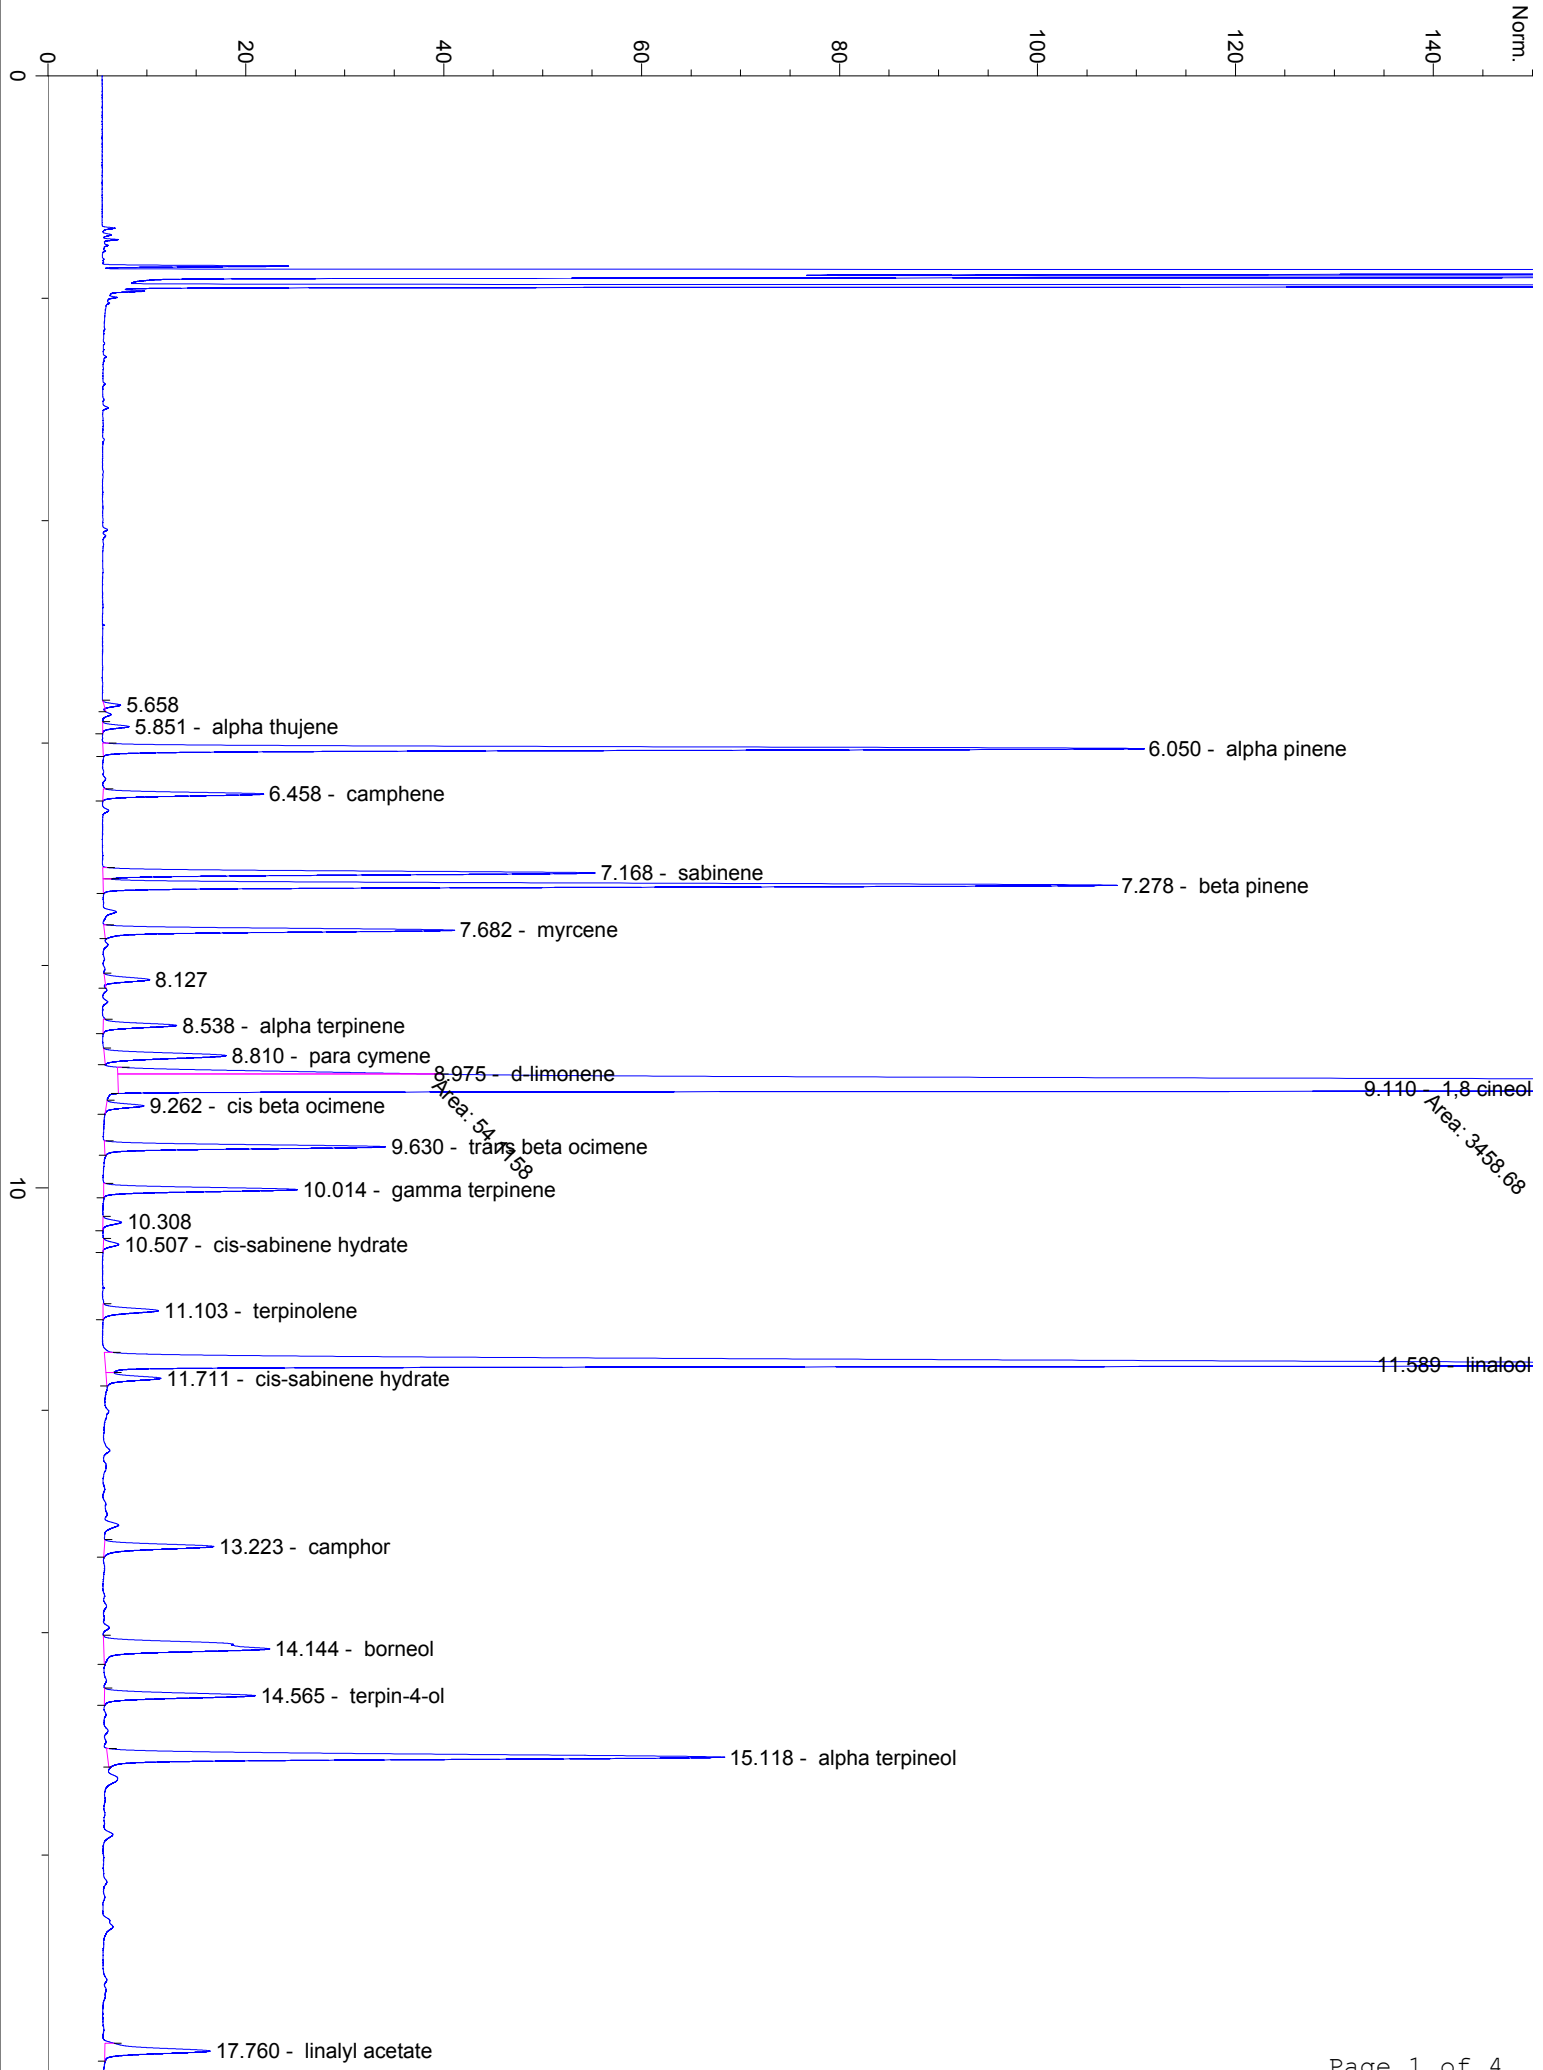 Norm.
0
20
40
60
80
100
120
140
0
5.658
5.851 - alpha thujene
6.050 - alpha pinene
6.458 - camphene
7.168 - sabinene
7.278 - beta pinene
7.682 - myrcene
8.127
8.538 - alpha terpinene
8.810 - para cymene
8.975 - d-limonene
9.110 - 1,8 cineol
Area: 3458.68
9.262 - cis beta ocimene
9.630 - trans beta ocimene
10.014 - gamma terpinene
10
10.308
10.507 - cis-sabinene hydrate
11.103 - terpinolene
11.589 - linalool
11.711 - cis-sabinene hydrate
13.223 - camphor
14.144 - borneol
14.565 - terpin-4-ol
15.118 - alpha terpineol
17.760 - linalyl acetate
Page 1 of 4